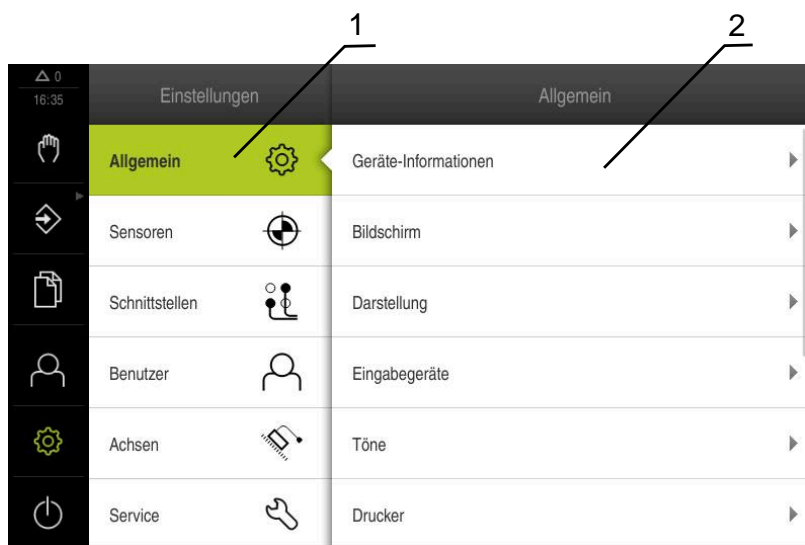 1
2
0
16:35
Einstellungen
Allgemein
Allgemein
Geräte-Informationen
Sensoren
Bildschirm
Schnittstellen
Darstellung
Benutzer
Eingabegeräte
Achsen
Töne
Service
Drucker